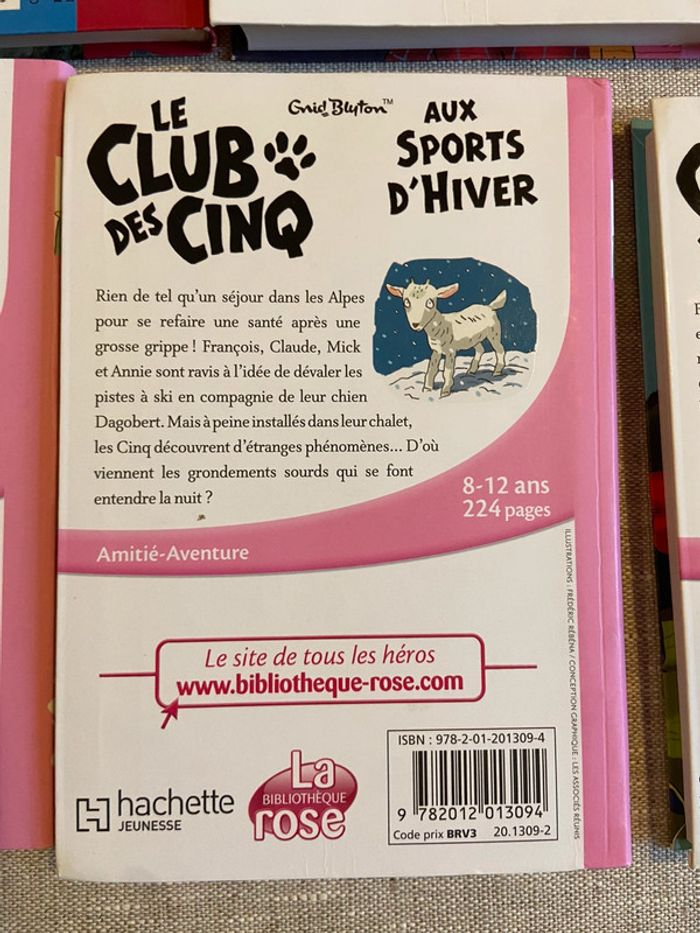 LE
CLUB
DES CINQ
Enid Blyton™
AUX
SPORTS
D'HIVER
Rien de tel qu'un séjour dans les Alpes
pour se refaire une santé après une
grosse grippe ! François, Claude, Mick
et Annie sont ravis à l'idée de dévaler les
pistes à ski en compagnie de leur chien
Dagobert. Mais à peine installés dans leur chalet,
les Cinq découvrent d'étranges phénomènes... D'où
viennent les grondements sourds qui se font
entendre la nuit ?
8-12 ans
224 pages
Amitié-Aventure
ILLUSTRATIONS : FRÉDÉRIC RÉBÉNA / CONCEPTION GRAPHIQUE : LES ASSOCIÉS RÉUNIS
Le site de tous les héros
www.bibliotheque-rose.com
hachette
JEUNESSE
La
BIBLIOTHÈQUE
rose
ISBN : 978-2-01-201309-4
9 782012 013094
Code prix BRV3 20.1309-2